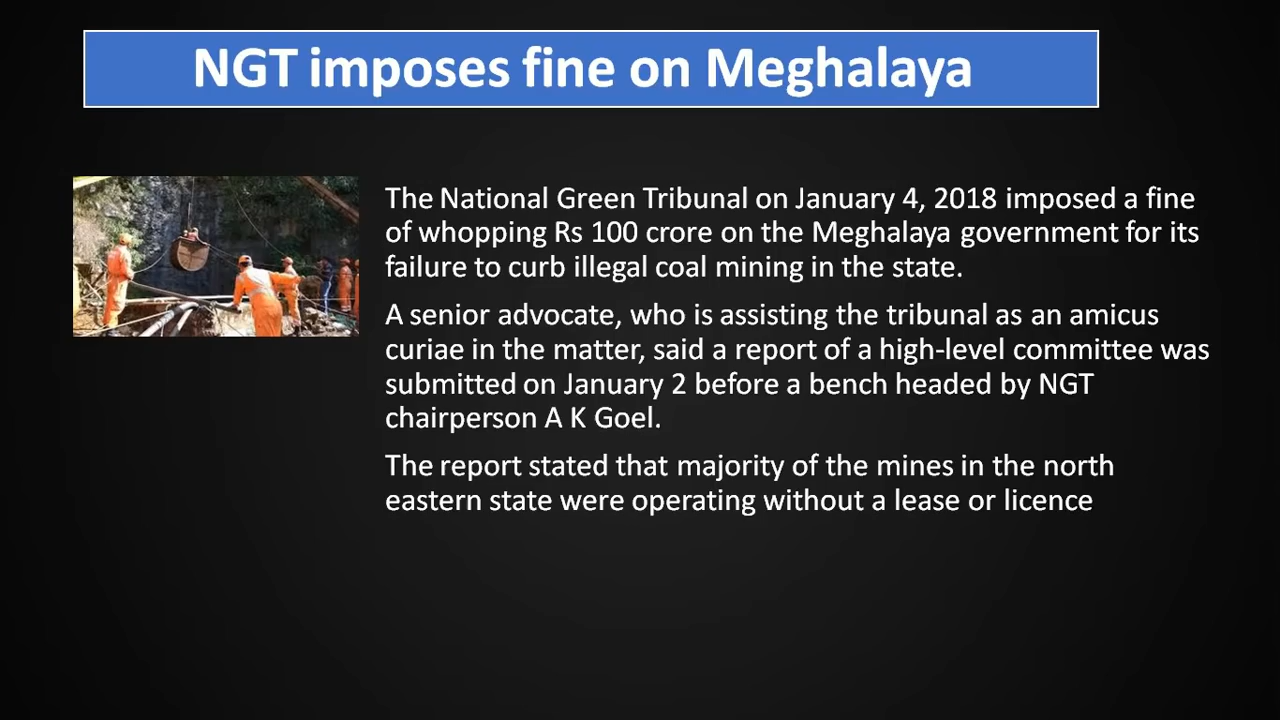 NGT imposes fine on Meghalaya
The National Green Tribunal on January 4, 2018 imposed a fine
of whopping Rs 100 crore on the Meghalaya government for its
failure to curb illegal coal mining in the state.
A senior advocate, who is assisting the tribunal as an amicus
curiae in the matter, said a report of a high-level committee was
submitted on January 2 before a bench headed by NGT
chairperson A K Goel.
The report stated that majority of the mines in the north
eastern state were operating without a lease or licence